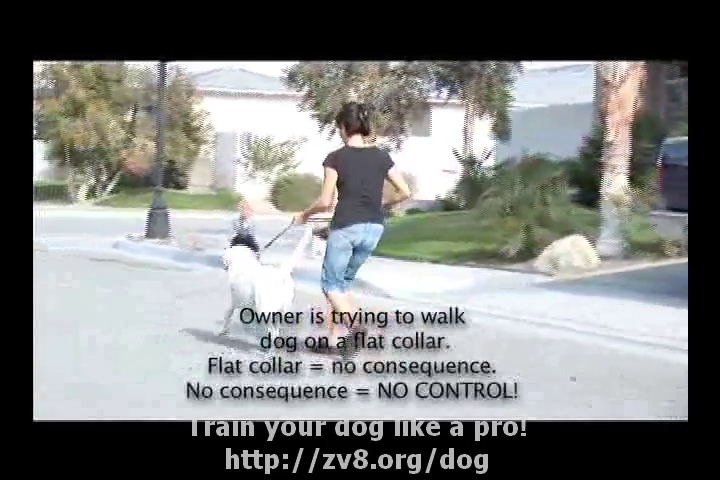 Owner is trying to walk
dog on a flat collar.
Flat collar = no consequence.
No consequence = NO CONTROL!
Train your dog like a pro!
http://zv8.org/dog